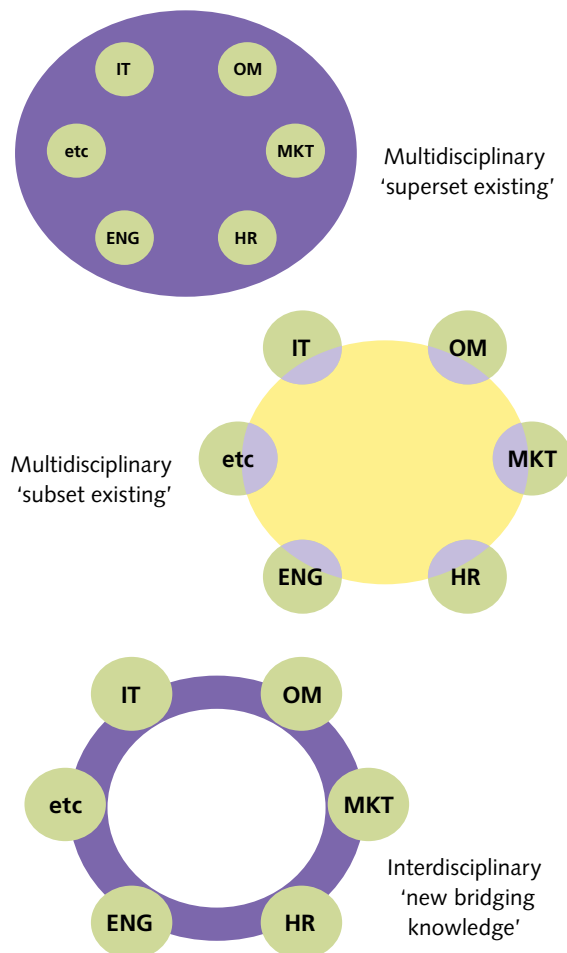 IT
OM
etc
MKT
ENG
HR
Multidisciplinary
‘superset existing’
IT
OM
etc
MKT
ENG
HR
Multidisciplinary
‘subset existing’
IT
OM
etc
MKT
ENG
HR
Interdisciplinary
‘new bridging
knowledge’